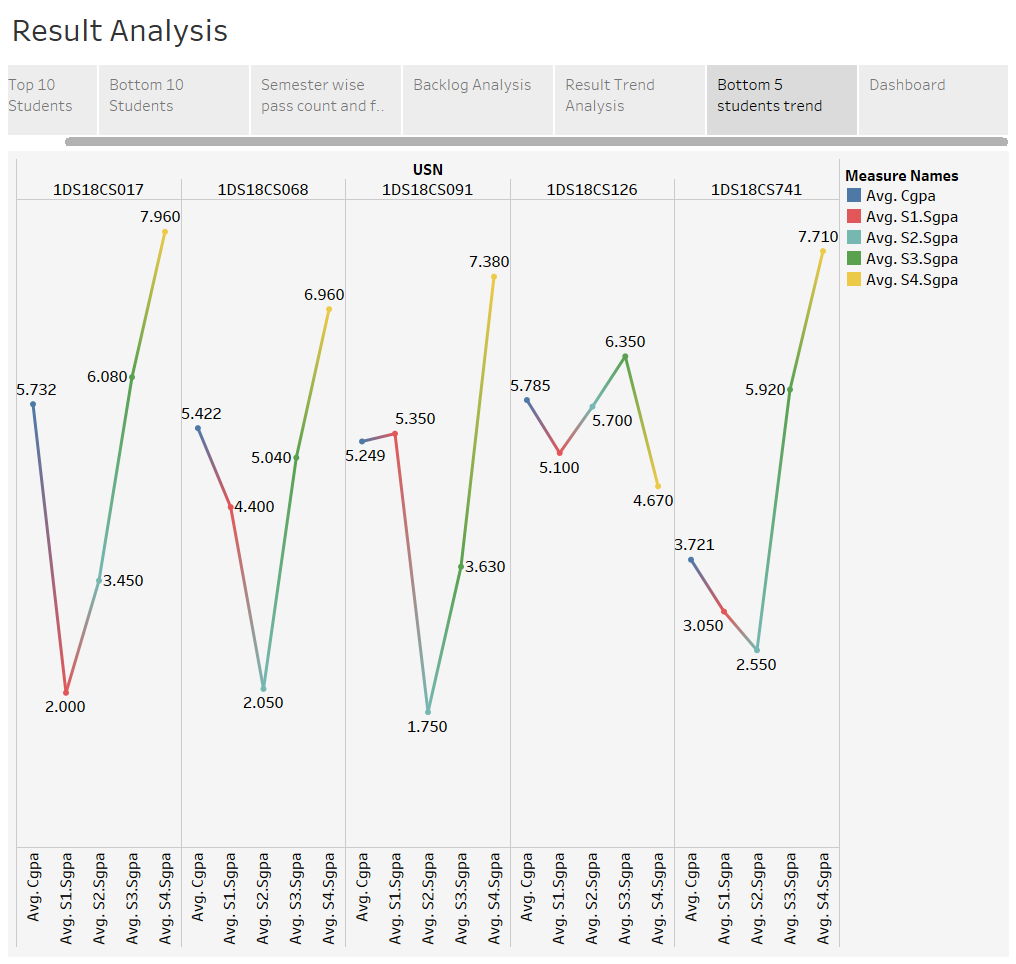 Result Analysis
Top 10
Students
Bottom 10
Students
Semester wise
pass count and f..
Backlog Analysis
Result Trend
Analysis
Bottom 5
students trend
Dashboard
USN
1DS18CS017 1DS18CS068 1DS18CS091 1DS18CS126 1DS18CS741
5.732
2.000
3.450
6.080
7.960
5.422
4.400
2.050
5.040
6.960
5.249
5.350
1.750
3.630
7.380
5.785
5.100
5.700
6.350
4.670
3.721
3.050
2.550
5.920
7.710
Avg. Cgpa
Avg. S1.Sgpa
Avg. S2.Sgpa
Avg. S3.Sgpa
Avg. S4.Sgpa
Avg. Cgpa
Avg. S1.Sgpa
Avg. S2.Sgpa
Avg. S3.Sgpa
Avg. S4.Sgpa
Avg. Cgpa
Avg. S1.Sgpa
Avg. S2.Sgpa
Avg. S3.Sgpa
Avg. S4.Sgpa
Avg. Cgpa
Avg. S1.Sgpa
Avg. S2.Sgpa
Avg. S3.Sgpa
Avg. S4.Sgpa
Avg. Cgpa
Avg. S1.Sgpa
Avg. S2.Sgpa
Avg. S3.Sgpa
Avg. S4.Sgpa
Measure Names
Avg. Cgpa
Avg. S1.Sgpa
Avg. S2.Sgpa
Avg. S3.Sgpa
Avg. S4.Sgpa